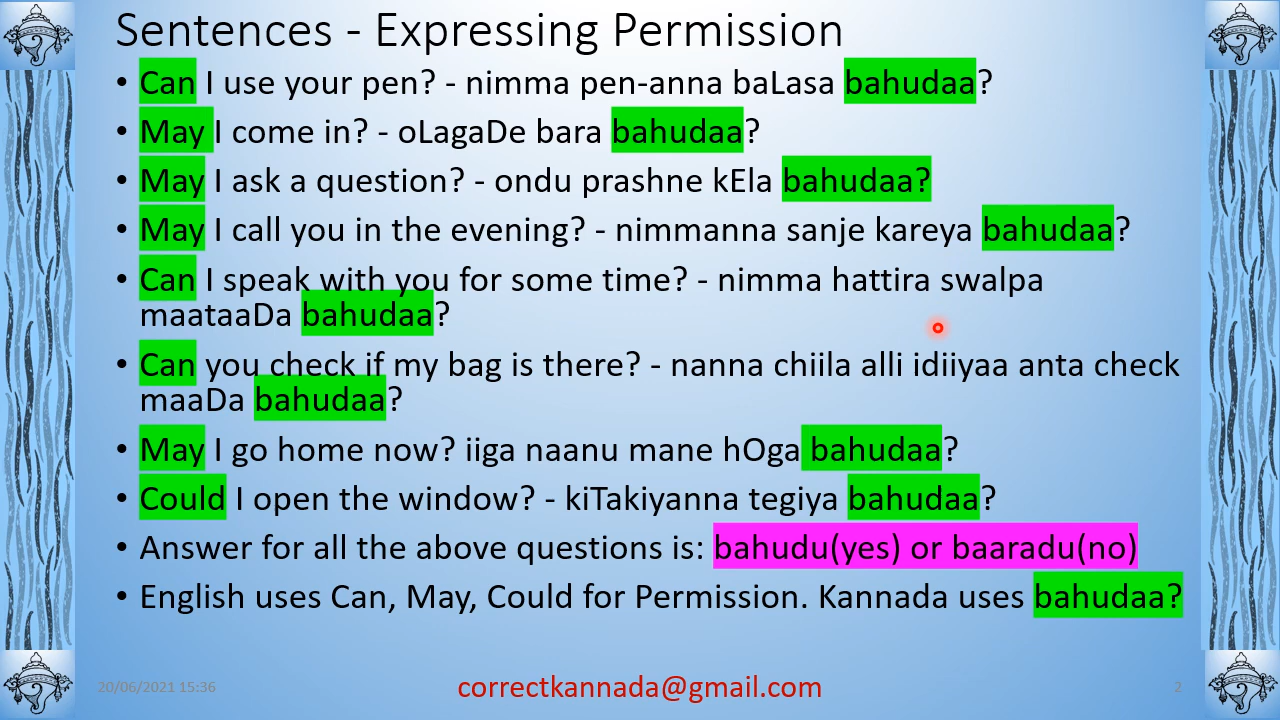 Sentences - Expressing Permission
• Can I use your pen? - nimma pen-anna baLasa bahudaa?
• May I come in? - oLagaDe bara bahudaa?
• May I ask a question? - ondu prashne kEla bahudaa?
• May I call you in the evening? - nimmanna sanje kareya bahudaa?
• Can I speak with you for some time? - nimma hattira swalpa
maataaDa bahudaa?
• Can you check if my bag is there? - nanna chiila alli idiiyaa anta check
maaDa bahudaa?
• May I go home now? iiga naanu mane hOga bahudaa?
• Could I open the window? - kiTakiyanna tegiya bahudaa?
• Answer for all the above questions is: bahudu(yes) or baaradu(no)
• English uses Can, May, Could for Permission. Kannada uses bahudaa?
20/06/2021 15:36
correctkannada@gmail.com
2